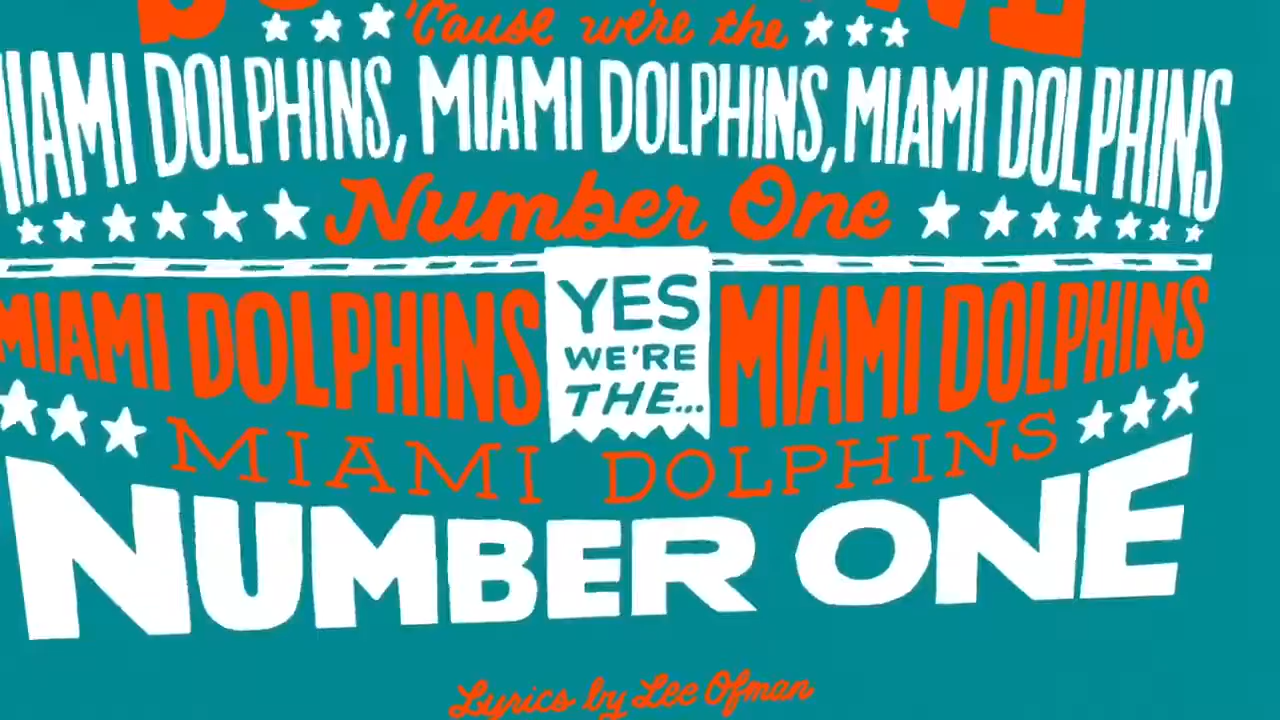 'Cause we're the
MIAMI DOLPHINS, MIAMI DOLPHINS, MIAMI DOLPHINS
Number One
MIAMI DOLPHINS YES WE'RE THE... MIAMI DOLPHINS
MIAMI DOLPHINS
NUMBER ONE
Lyrics by Lee Ofman